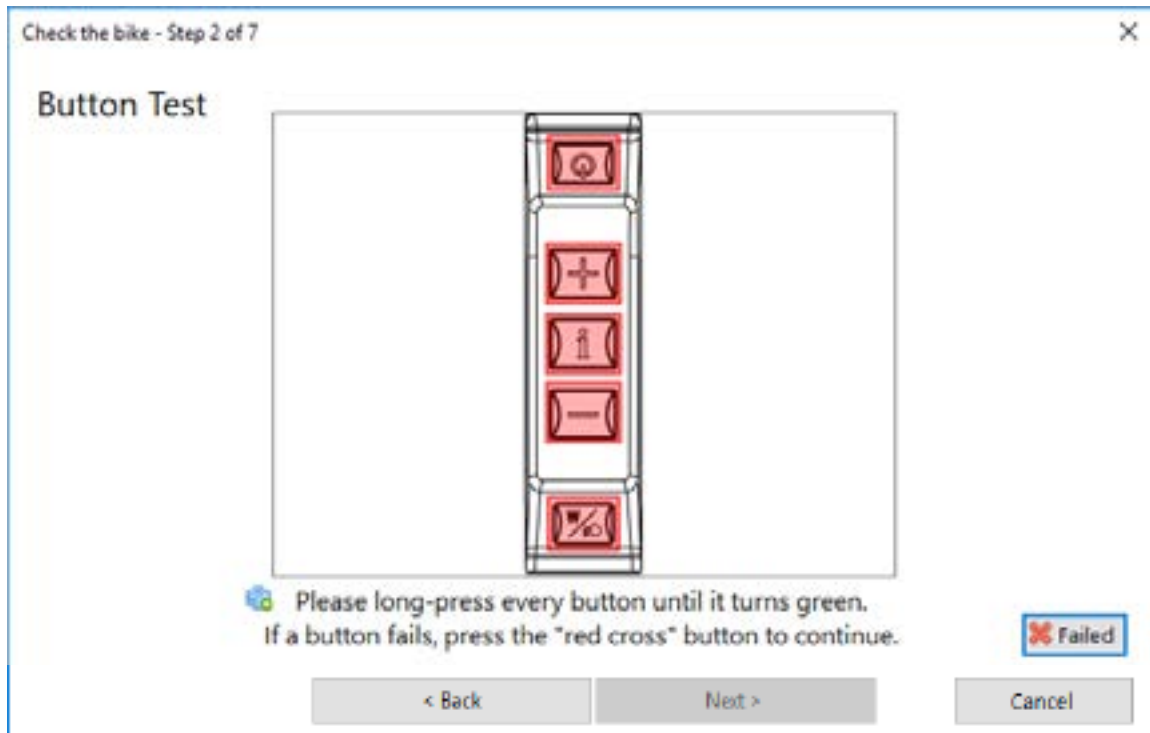 Check the bike - Step 2 of 7
Button Test
i
Please long-press every button until it turns green.
If a button fails, press the "red cross" button to continue.
Failed
< Back
Next >
Cancel